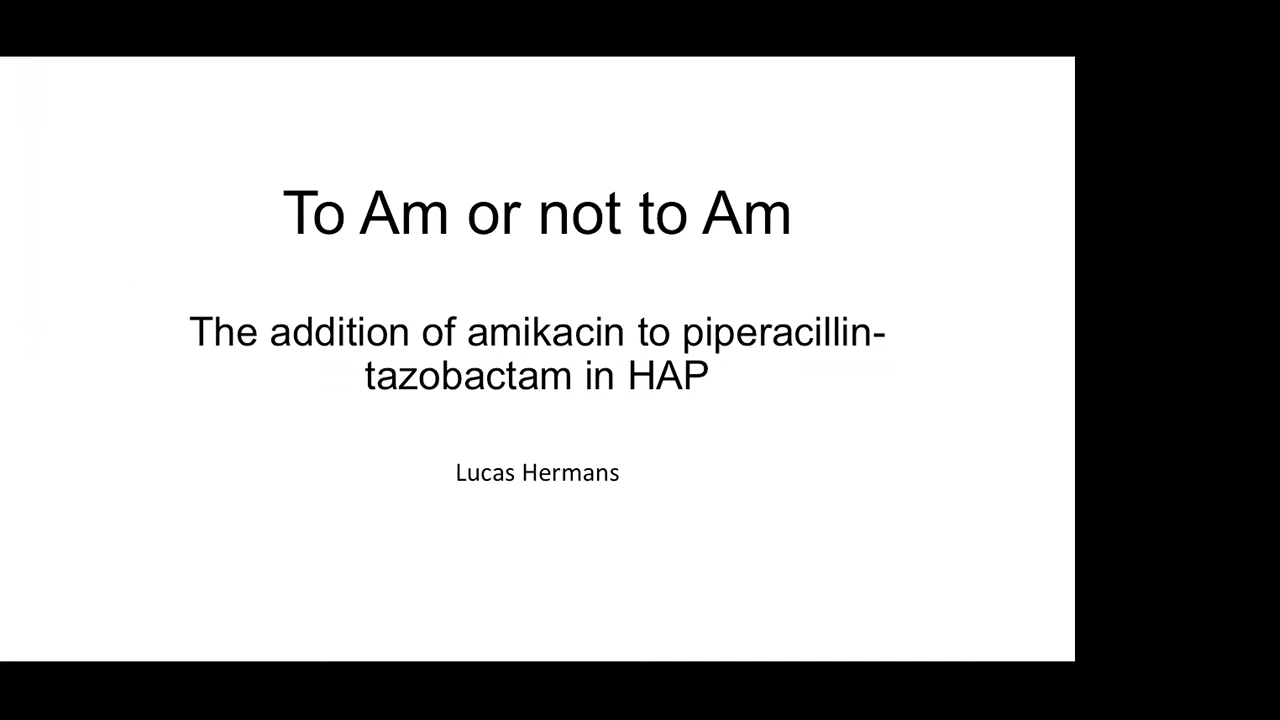 To Am or not to Am
The addition of amikacin to piperacillin-
tazobactam in HAP
Lucas Hermans